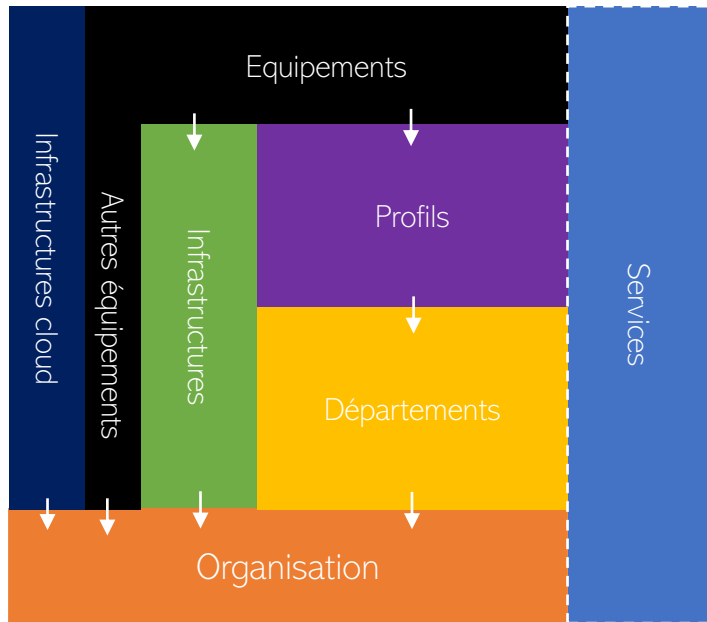 Equipements
Infrastructures cloud
Autres équipements
Infrastructures
Profils
Services
Départements
Organisation